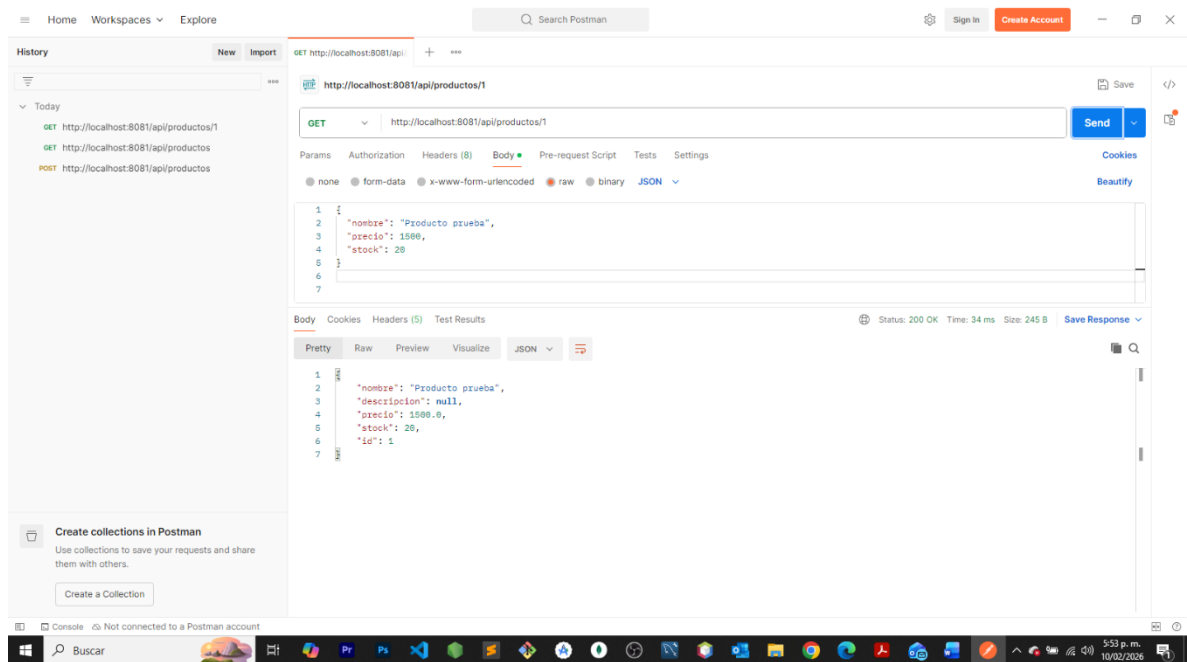 Home Workspaces Explore Search Postman Sign In Create Account
History New Import GET http://localhost:8081/api/
http://localhost:8081/api/productos/1 Save
Today
GET http://localhost:8081/api/productos/1
GET http://localhost:8081/api/productos
POST http://localhost:8081/api/productos
GET http://localhost:8081/api/productos/1 Send
Params Authorization Headers (8) Body Pre-request Script Tests Settings Cookies
none form-data x-www-form-urlencoded raw binary JSON Beautify
1 {
2 "nombre": "Producto prueba",
3 "precio": 1500,
4 "stock": 20
5 }
6
7
Body Cookies Headers (5) Test Results Status: 200 OK Time: 34 ms Size: 245 B Save Response
Pretty Raw Preview Visualize JSON
1 {
2 "nombre": "Producto prueba",
3 "descripcion": null,
4 "precio": 1500.0,
5 "stock": 20,
6 "id": 1
7 }
Create collections in Postman
Use collections to save your requests and share
them with others.
Create a Collection
Console Not connected to a Postman account
Buscar
Pr Ps
5:53 p. m.
10/02/2026